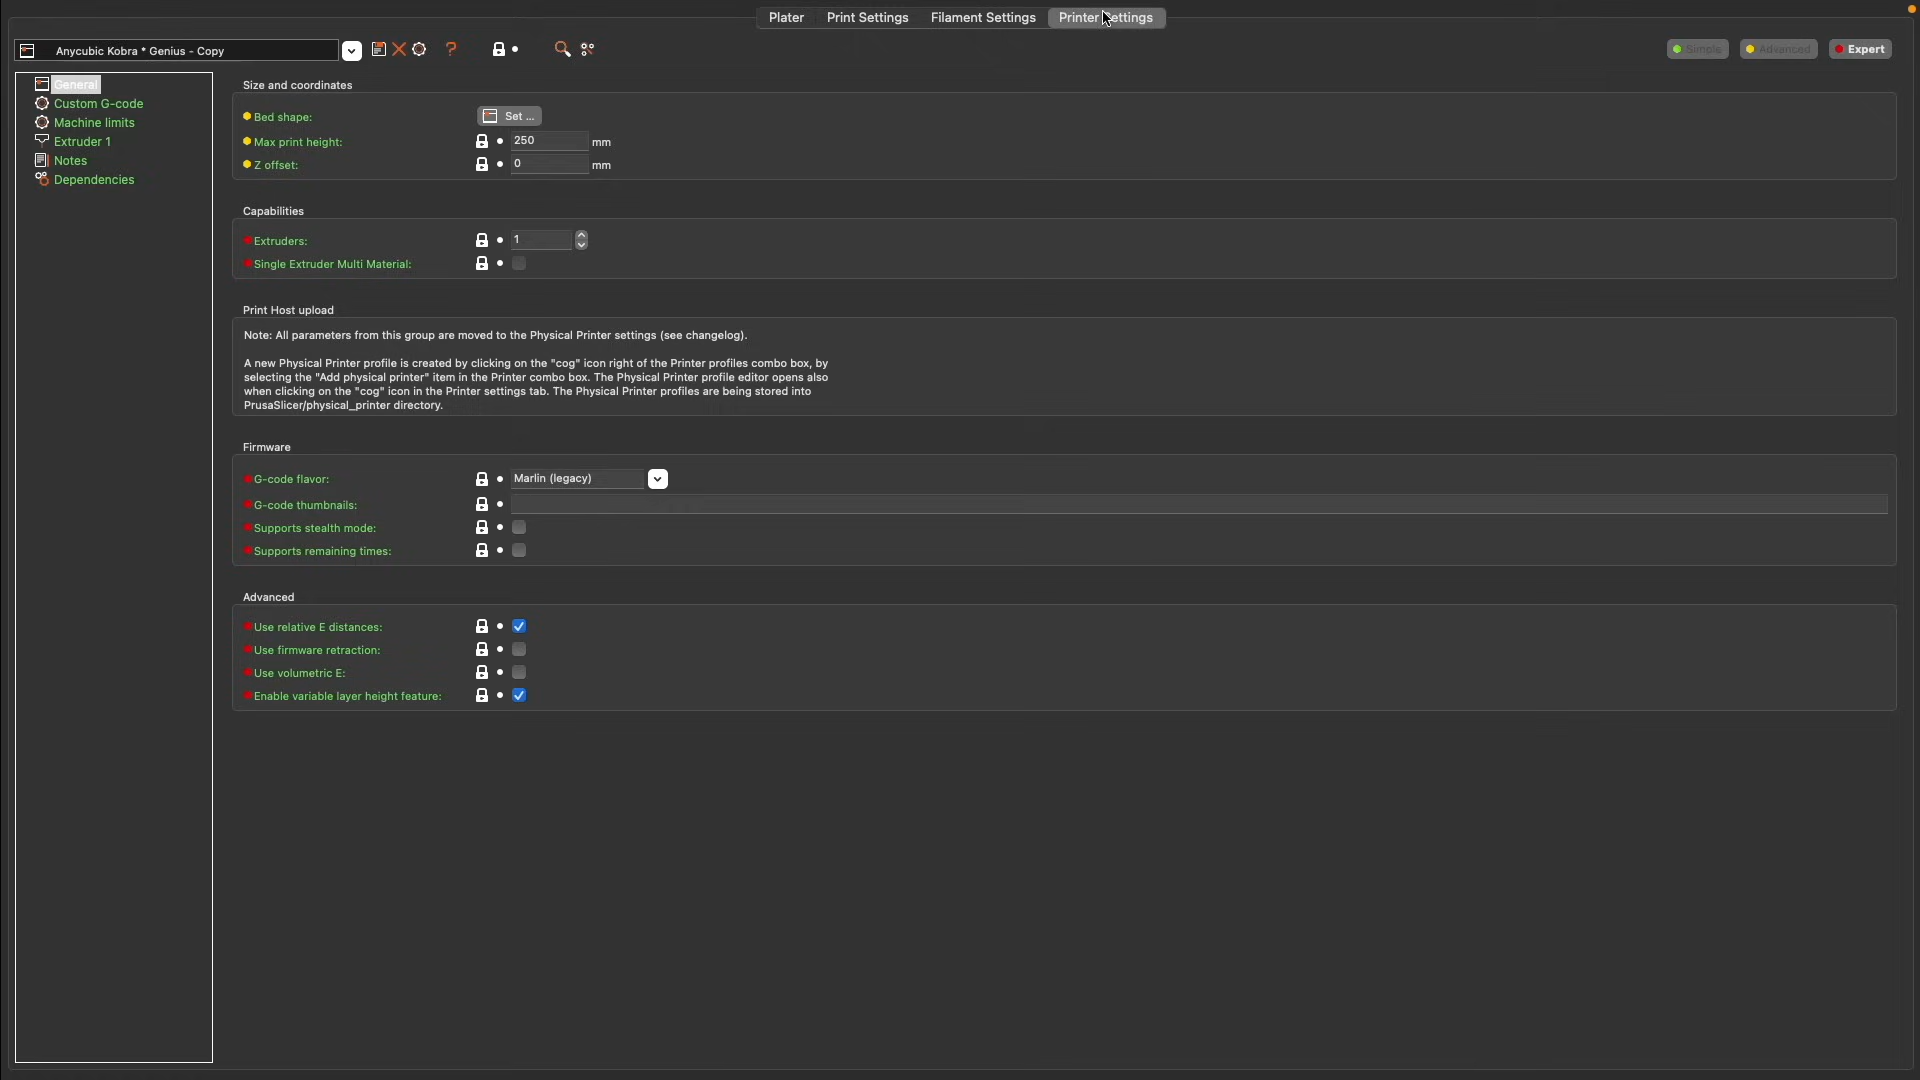 Plater Print Settings Filament Settings Printer Settings
Anycubic Kobra * Genius - Copy
Simple Advanced Expert
General
Custom G-code
Machine limits
Extruder 1
Notes
Dependencies
Size and coordinates
Bed shape: Set ...
Max print height: 250 mm
Z offset: 0 mm
Capabilities
Extruders: 1
Single Extruder Multi Material:
Print Host upload
Note: All parameters from this group are moved to the Physical Printer settings (see changelog).
A new Physical Printer profile is created by clicking on the "cog" icon right of the Printer profiles combo box, by
selecting the "Add physical printer" item in the Printer combo box. The Physical Printer profile editor opens also
when clicking on the "cog" icon in the Printer settings tab. The Physical Printer profiles are being stored into
PrusaSlicer/physical_printer directory.
Firmware
G-code flavor: Marlin (legacy)
G-code thumbnails:
Supports stealth mode:
Supports remaining times:
Advanced
Use relative E distances:
Use firmware retraction:
Use volumetric E:
Enable variable layer height feature: